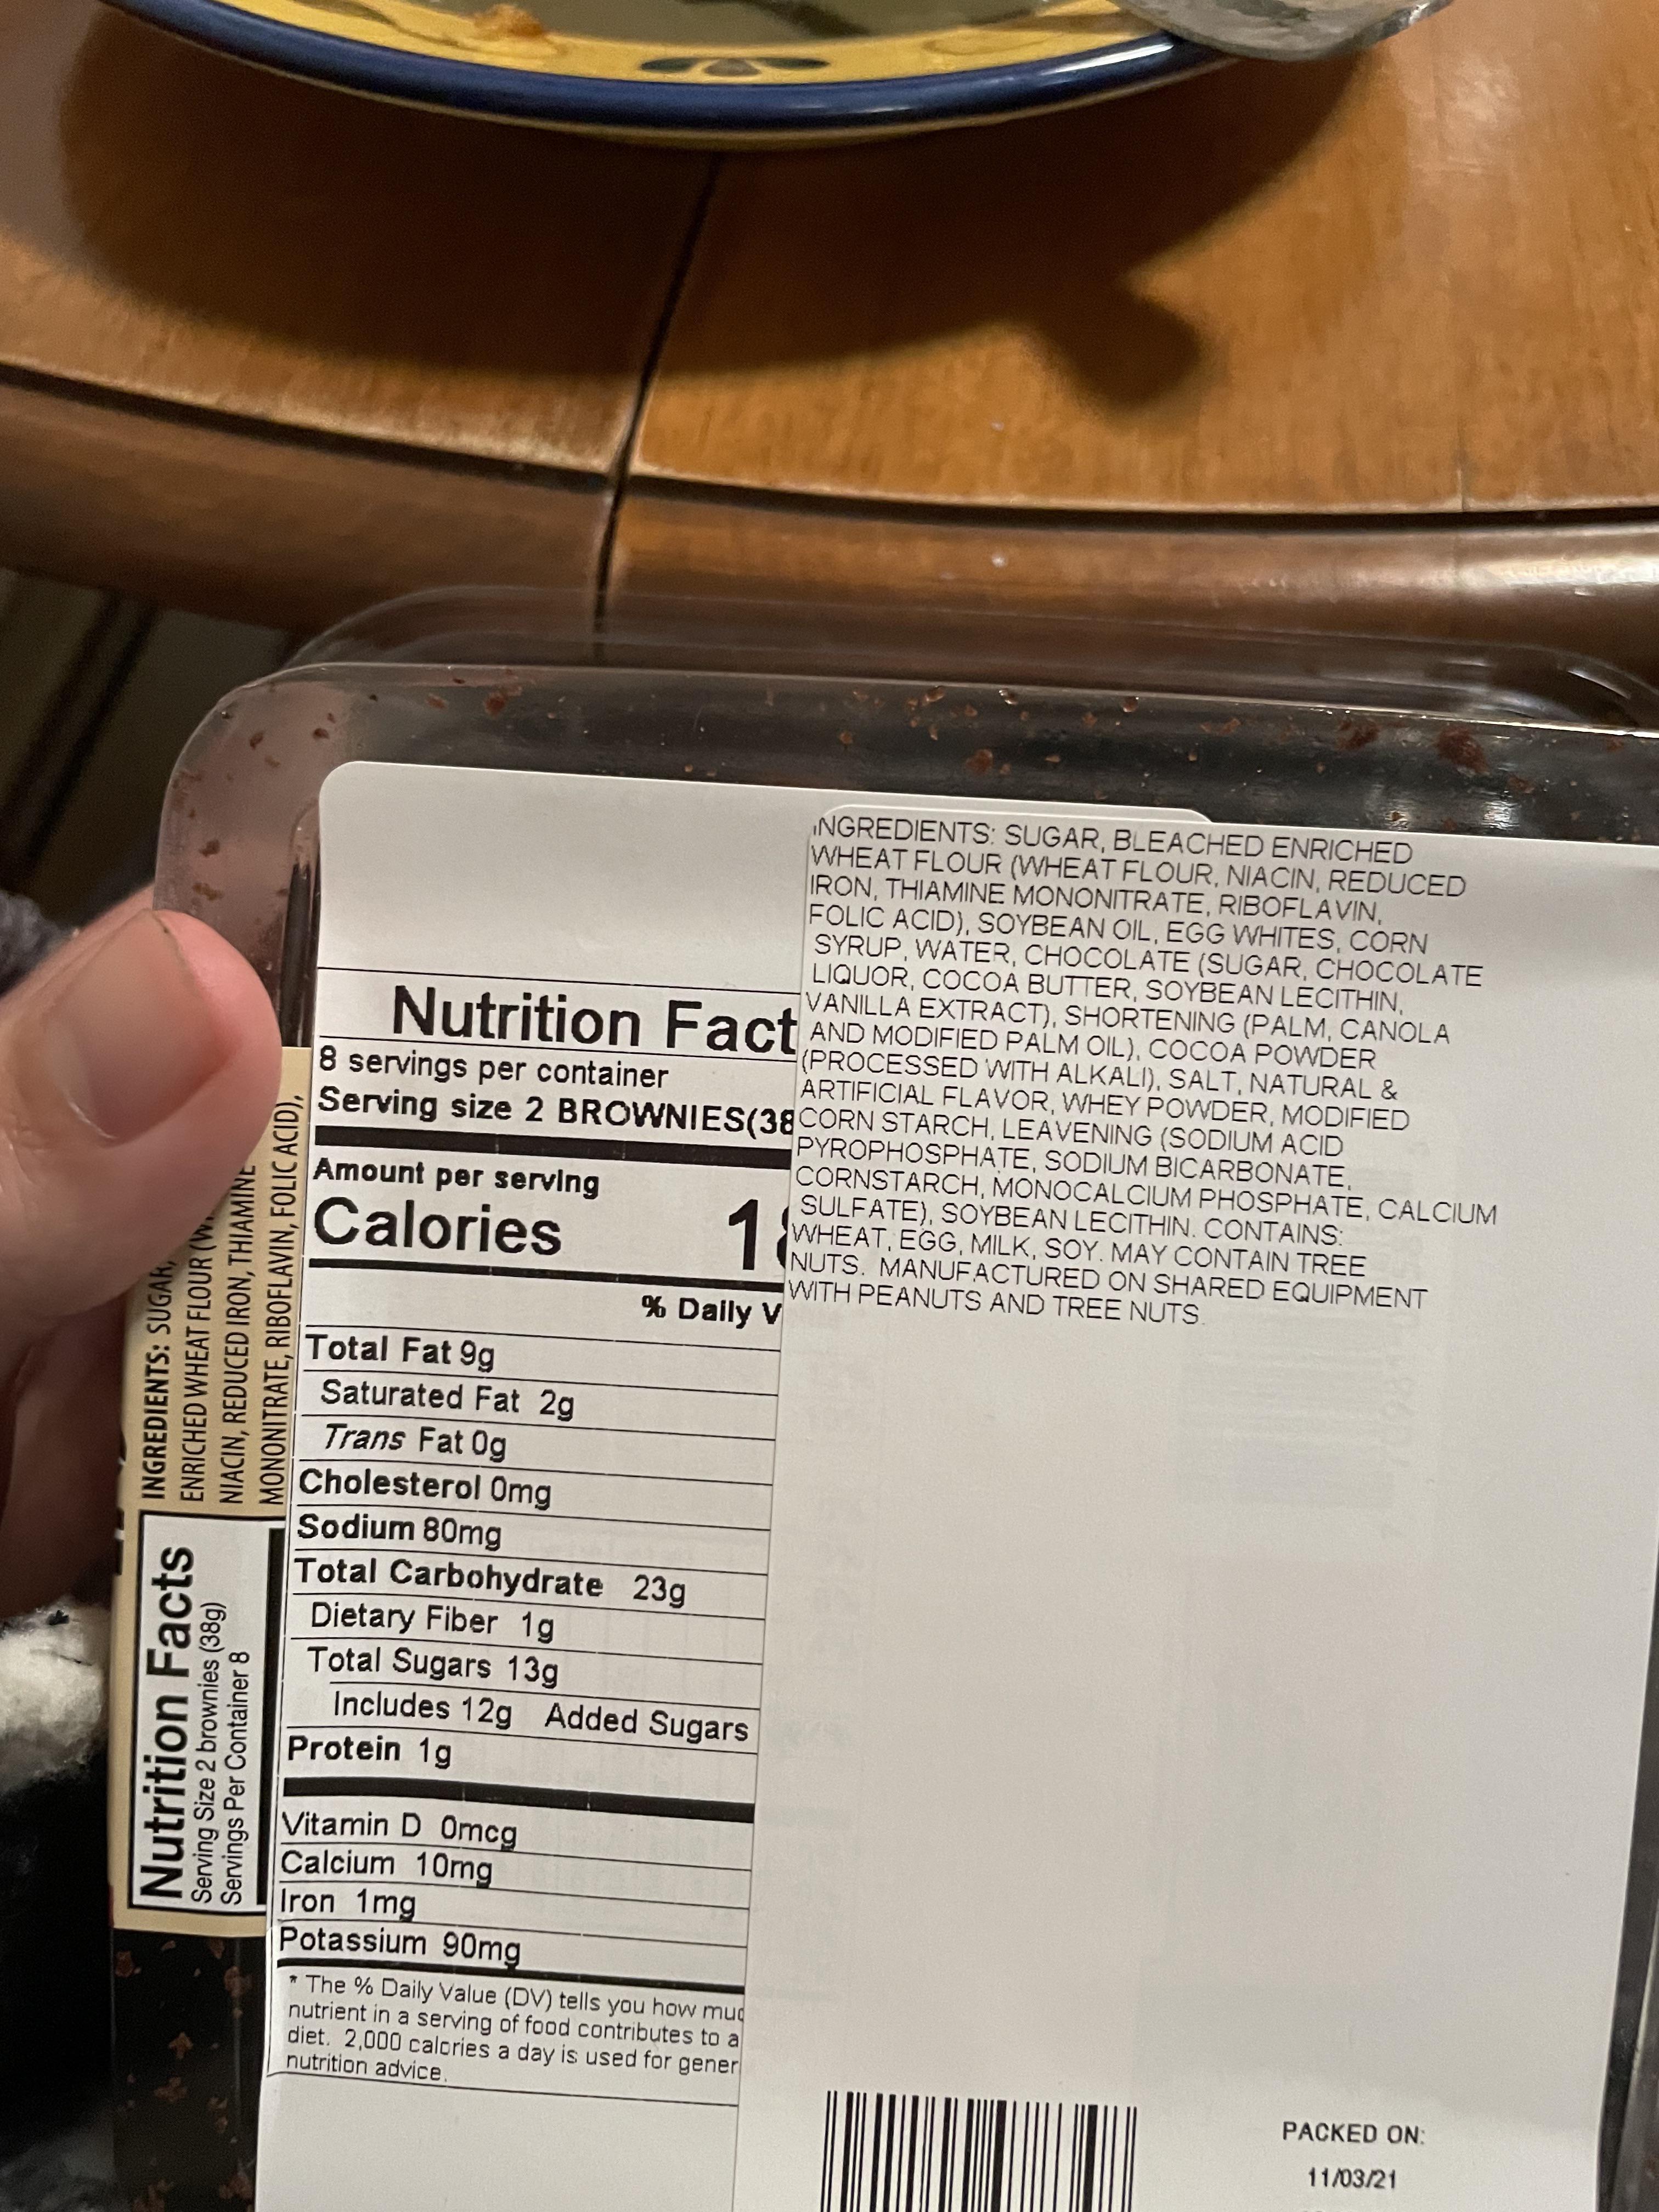 Nutrition Fact
8 servings per container
Serving size 2 BROWNIES(38
Amount per serving
Calories
% Daily V
Total Fat 9g
Saturated Fat 2g
Trans Fat 0g
Cholesterol 0mg
Sodium 80mg
Total Carbohydrate 23g
Dietary Fiber 1g
Total Sugars 13g
Includes 12g Added Sugars
Protein 1g
Vitamin D 0mcg
Calcium 10mg
Iron 1mg
Potassium 90mg
* The % Daily Value (DV) tells you how muc
nutrient in a serving of food contributes to a
diet. 2,000 calories a day is used for gener
nutrition advice.
INGREDIENTS: SUGAR, BLEACHED ENRICHED
WHEAT FLOUR (WHEAT FLOUR, NIACIN, REDUCED
IRON, THIAMINE MONONITRATE, RIBOFLAVIN,
FOLIC ACID), SOYBEAN OIL, EGG WHITES, CORN
SYRUP, WATER, CHOCOLATE (SUGAR, CHOCOLATE
LIQUOR, COCOA BUTTER, SOYBEAN LECITHIN,
VANILLA EXTRACT), SHORTENING (PALM, CANOLA
AND MODIFIED PALM OIL), COCOA POWDER
(PROCESSED WITH ALKALI), SALT, NATURAL &
ARTIFICIAL FLAVOR, WHEY POWDER, MODIFIED
CORN STARCH, LEAVENING (SODIUM ACID
PYROPHOSPHATE, SODIUM BICARBONATE,
CORNSTARCH, MONOCALCIUM PHOSPHATE, CALCIUM
SULFATE), SOYBEAN LECITHIN. CONTAINS:
WHEAT, EGG, MILK, SOY. MAY CONTAIN TREE
NUTS. MANUFACTURED ON SHARED EQUIPMENT
WITH PEANUTS AND TREE NUTS.
PACKED ON:
11/03/21
Nutrition Facts
Serving Size 2 brownies (38g)
Servings Per Container 8
INGREDIENTS: SUGAR,
ENRICHED WHEAT FLOUR
NIACIN, REDUCED IRON, THIAMINE
MONONITRATE, RIBOFLAVIN, FOLIC ACID),